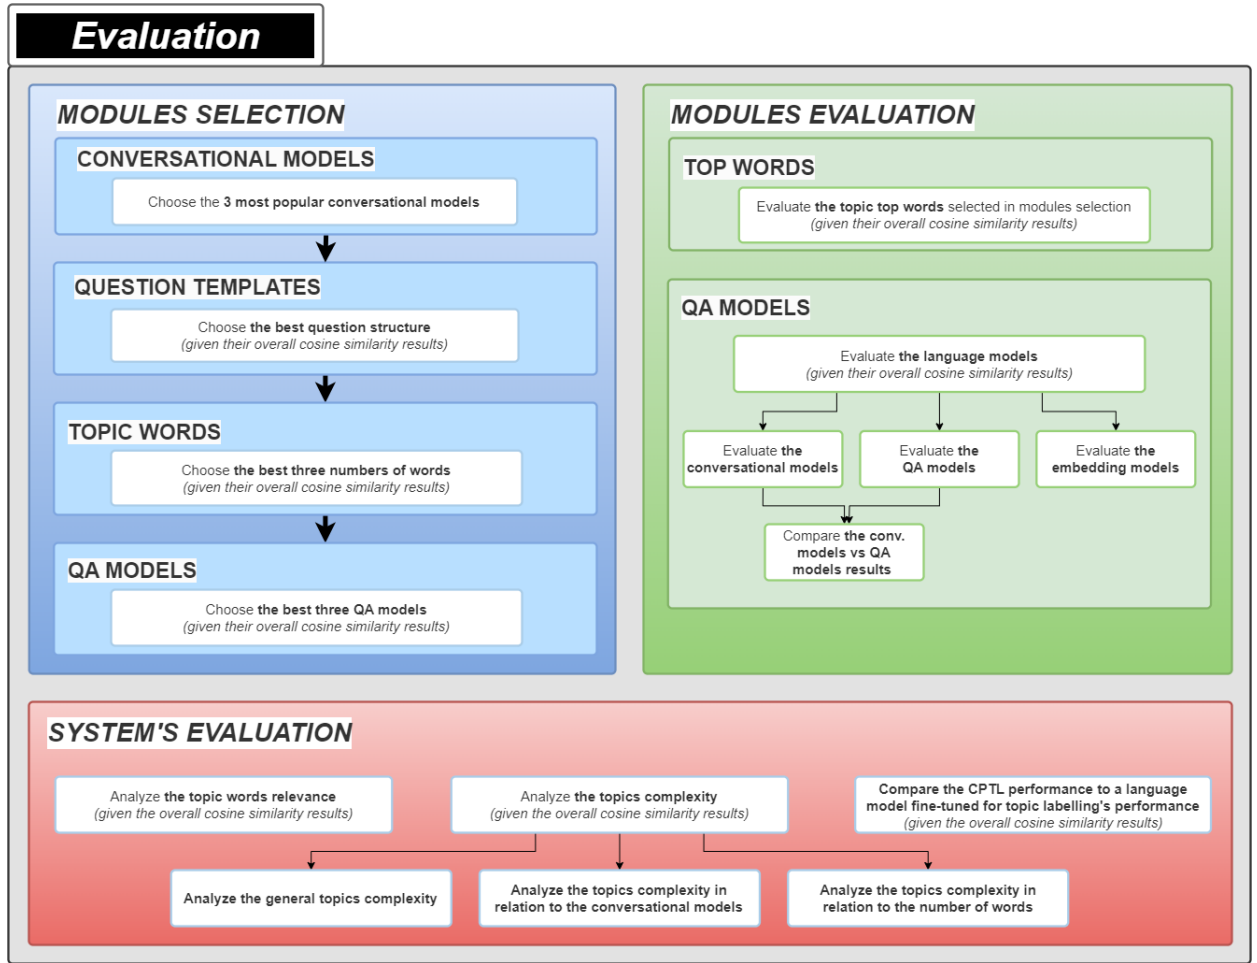 Evaluation
MODULES SELECTION
CONVERSATIONAL MODELS
Choose the 3 most popular conversational models
QUESTION TEMPLATES
Choose the best question structure
(given their overall cosine similarity results)
TOPIC WORDS
Choose the best three numbers of words
(given their overall cosine similarity results)
QA MODELS
Choose the best three QA models
(given their overall cosine similarity results)
MODULES EVALUATION
TOP WORDS
Evaluate the topic top words selected in modules selection
(given their overall cosine similarity results)
QA MODELS
Evaluate the language models
(given their overall cosine similarity results)
Evaluate the
conversational models
Evaluate the
QA models
Evaluate the
embedding models
Compare the conv.
models vs QA
models results
SYSTEM'S EVALUATION
Analyze the topic words relevance
(given the overall cosine similarity results)
Analyze the topics complexity
(given the overall cosine similarity results)
Compare the CPTL performance to a language
model fine-tuned for topic labelling's performance
(given the overall cosine similarity results)
Analyze the general topics complexity
Analyze the topics complexity in
relation to the conversational models
Analyze the topics complexity in
relation to the number of words